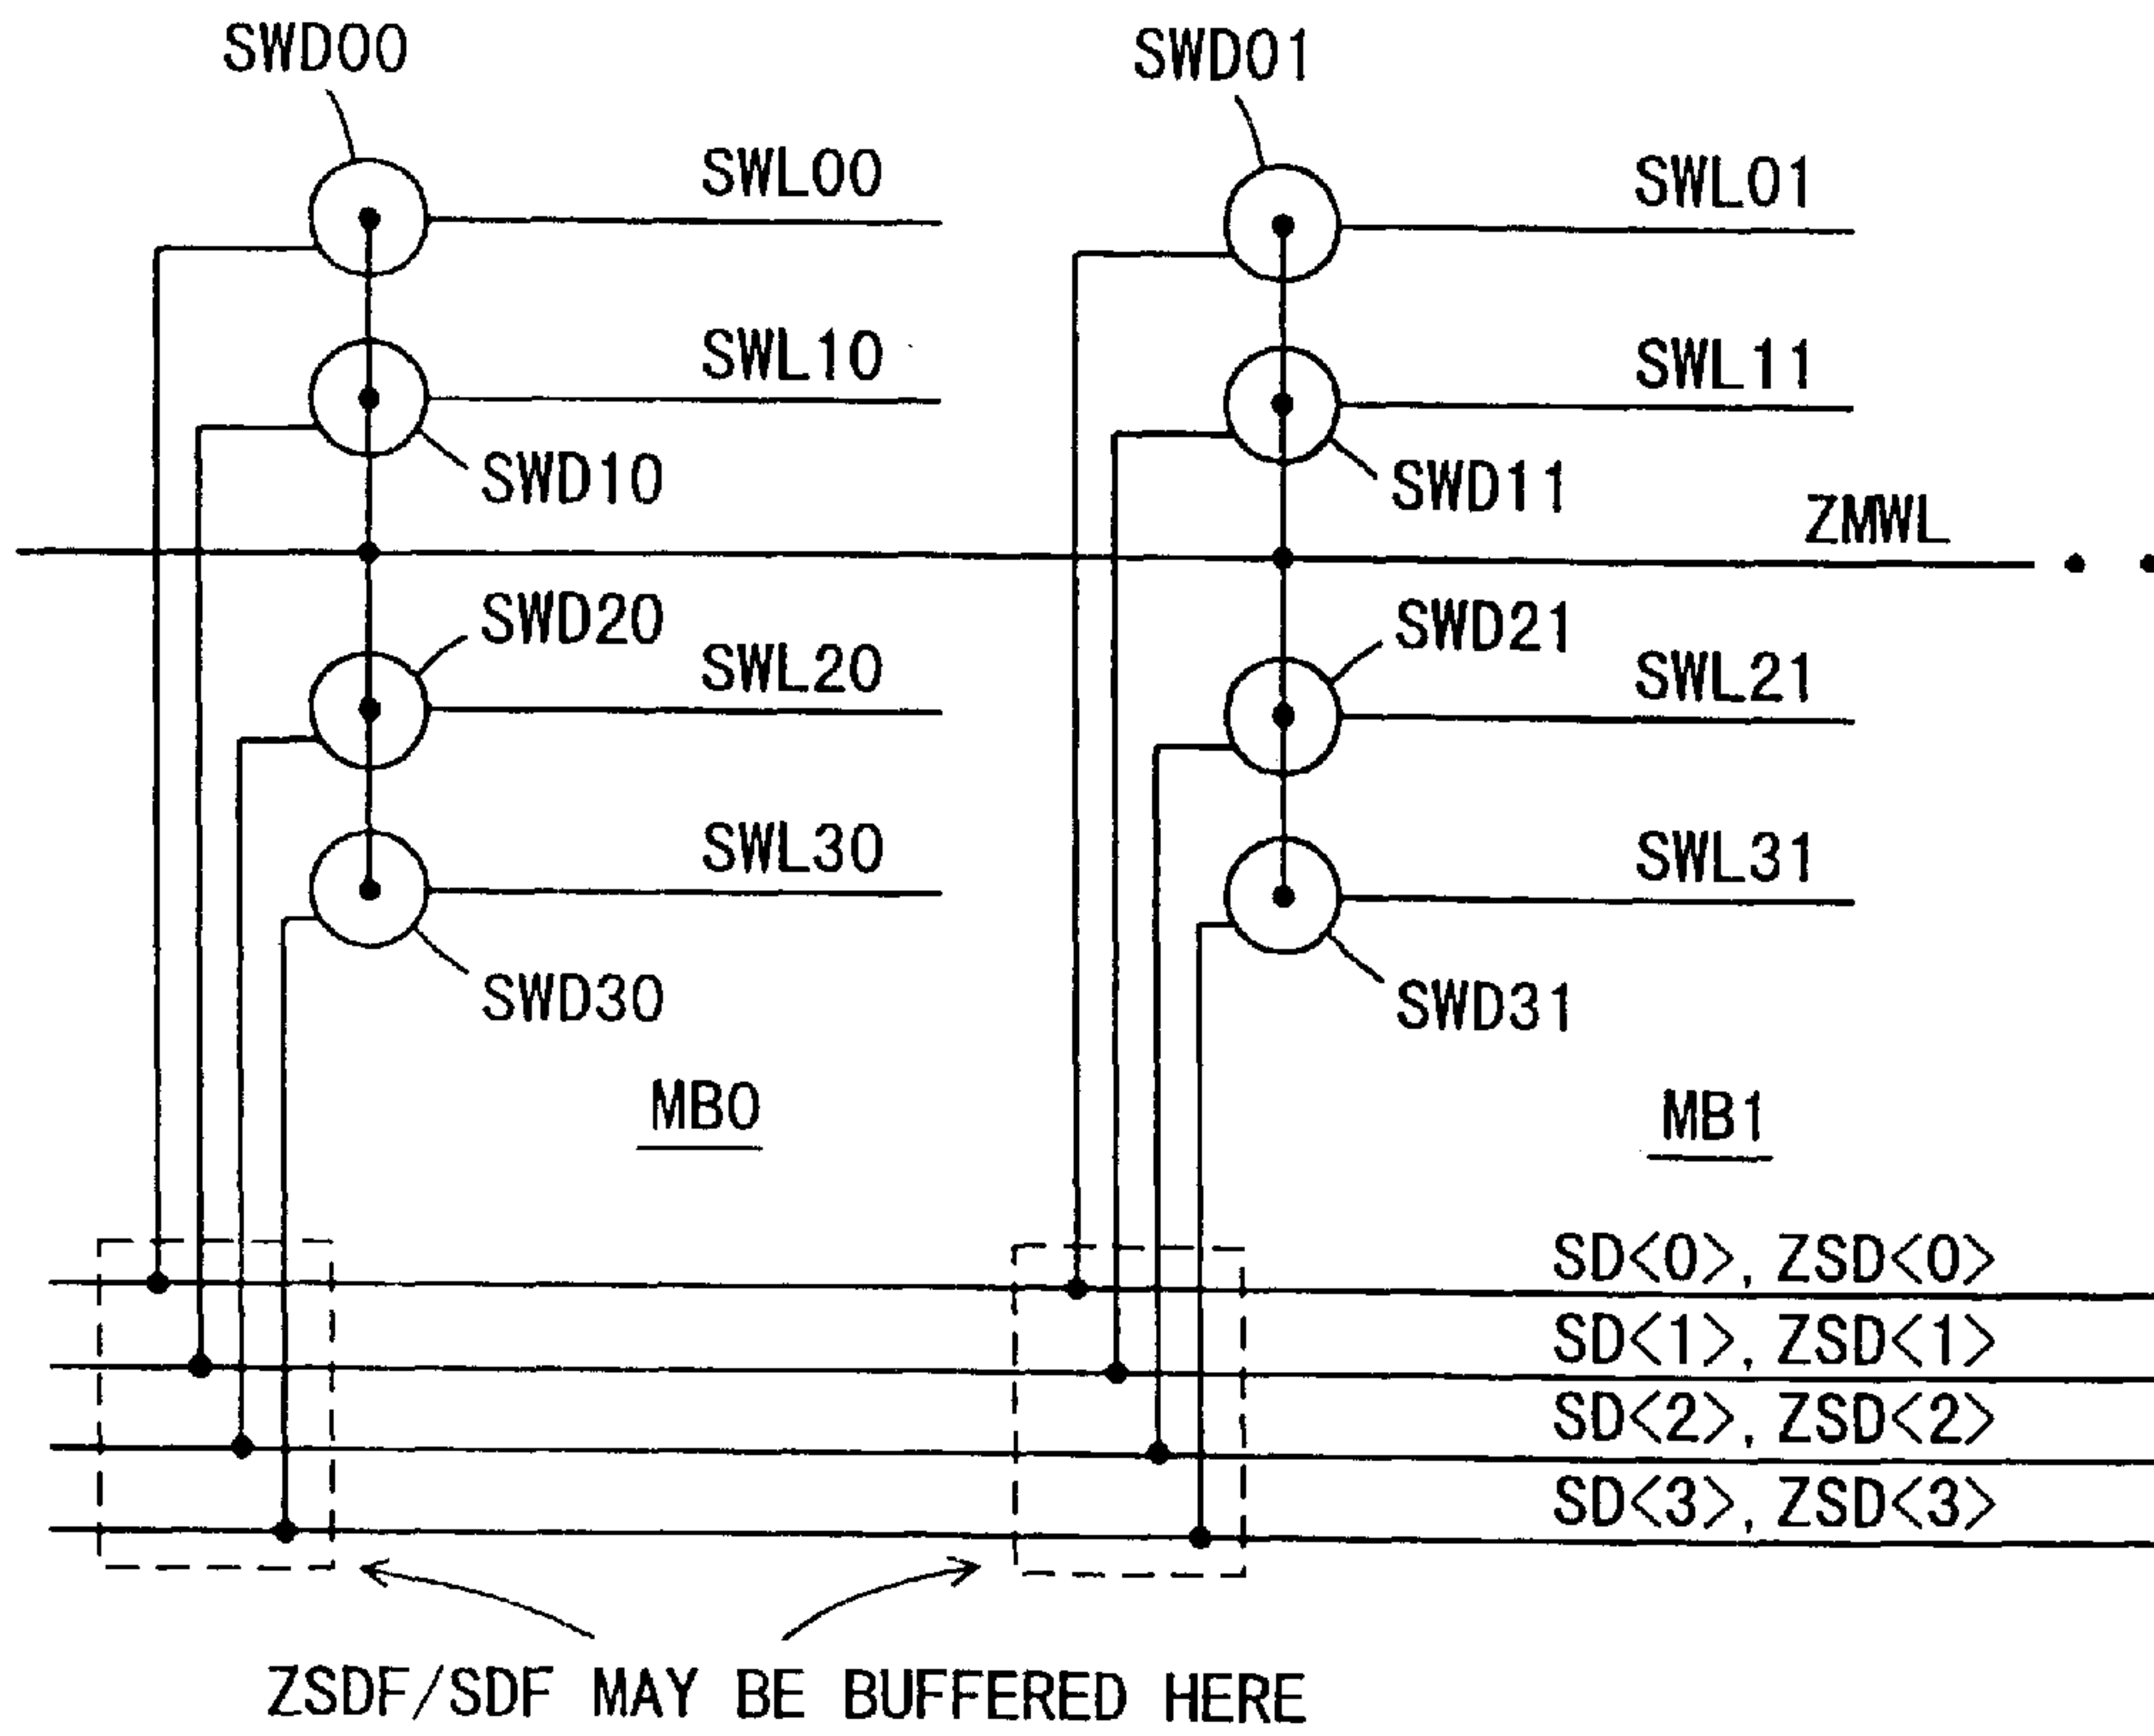 SWD00
SWD01
SWL00
SWL01
SWL10
SWL11
SWD10
SWD11
ZMWL
SWD20
SWD21
SWL20
SWL21
SWL30
SWL31
SWD30
SWD31
MB0
MB1
SD<0>, ZSD<0>
SD<1>, ZSD<1>
SD<2>, ZSD<2>
SD<3>, ZSD<3>
ZSDF/SDF MAY BE BUFFERED HERE